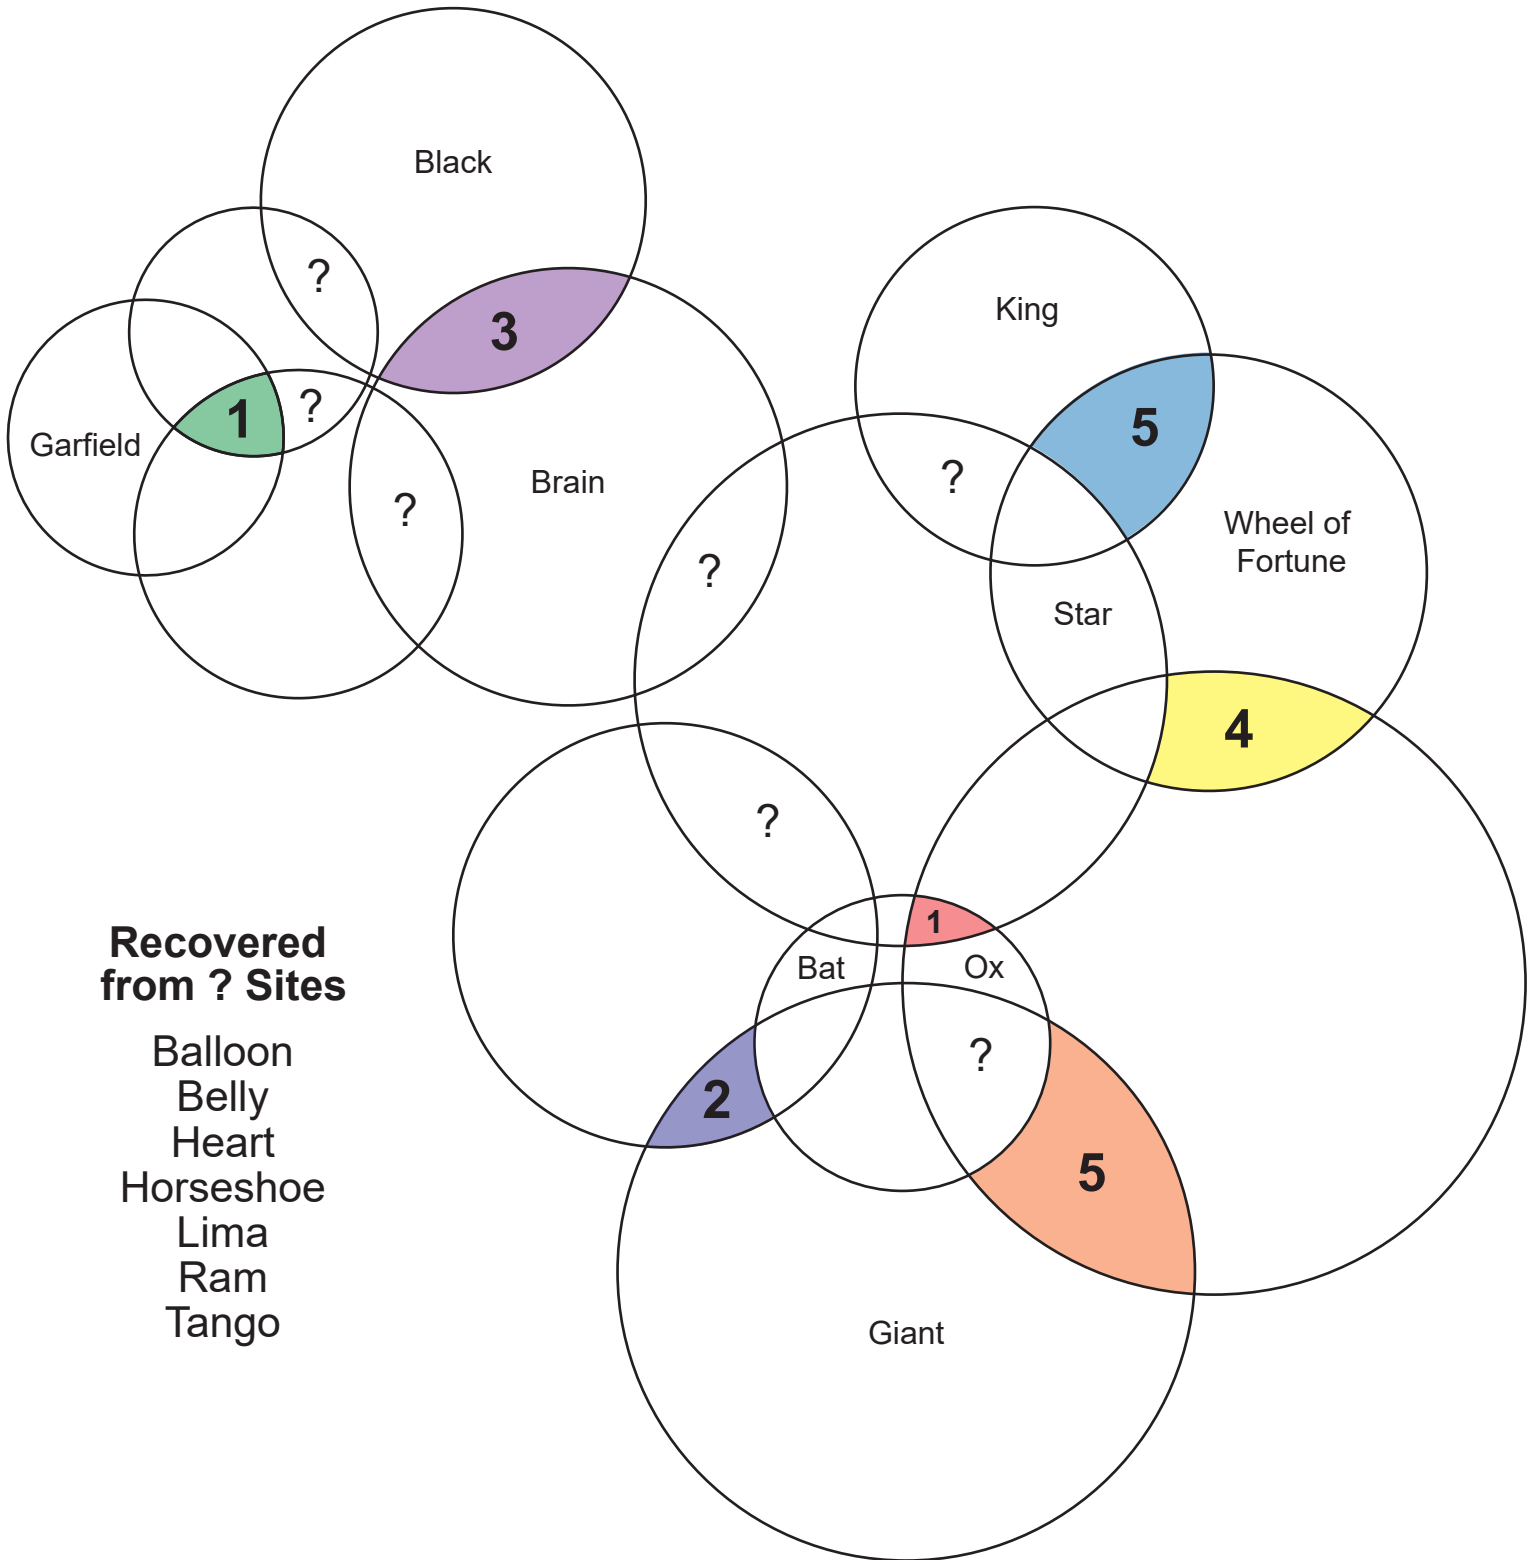 Black
?
3
King
5
1
?
Garfield
?
Brain
?
?
Wheel of
Fortune
Star
4
?
1
Bat
Ox
?
2
5
Giant
Recovered
from ? Sites
Balloon
Belly
Heart
Horseshoe
Lima
Ram
Tango